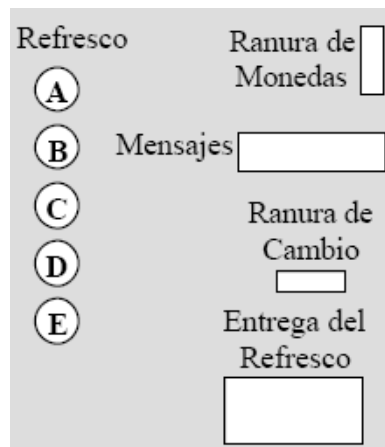 Refresco
A
B
C
D
E
Ranura de
Monedas
Mensajes
Ranura de
Cambio
Entrega del
Refresco